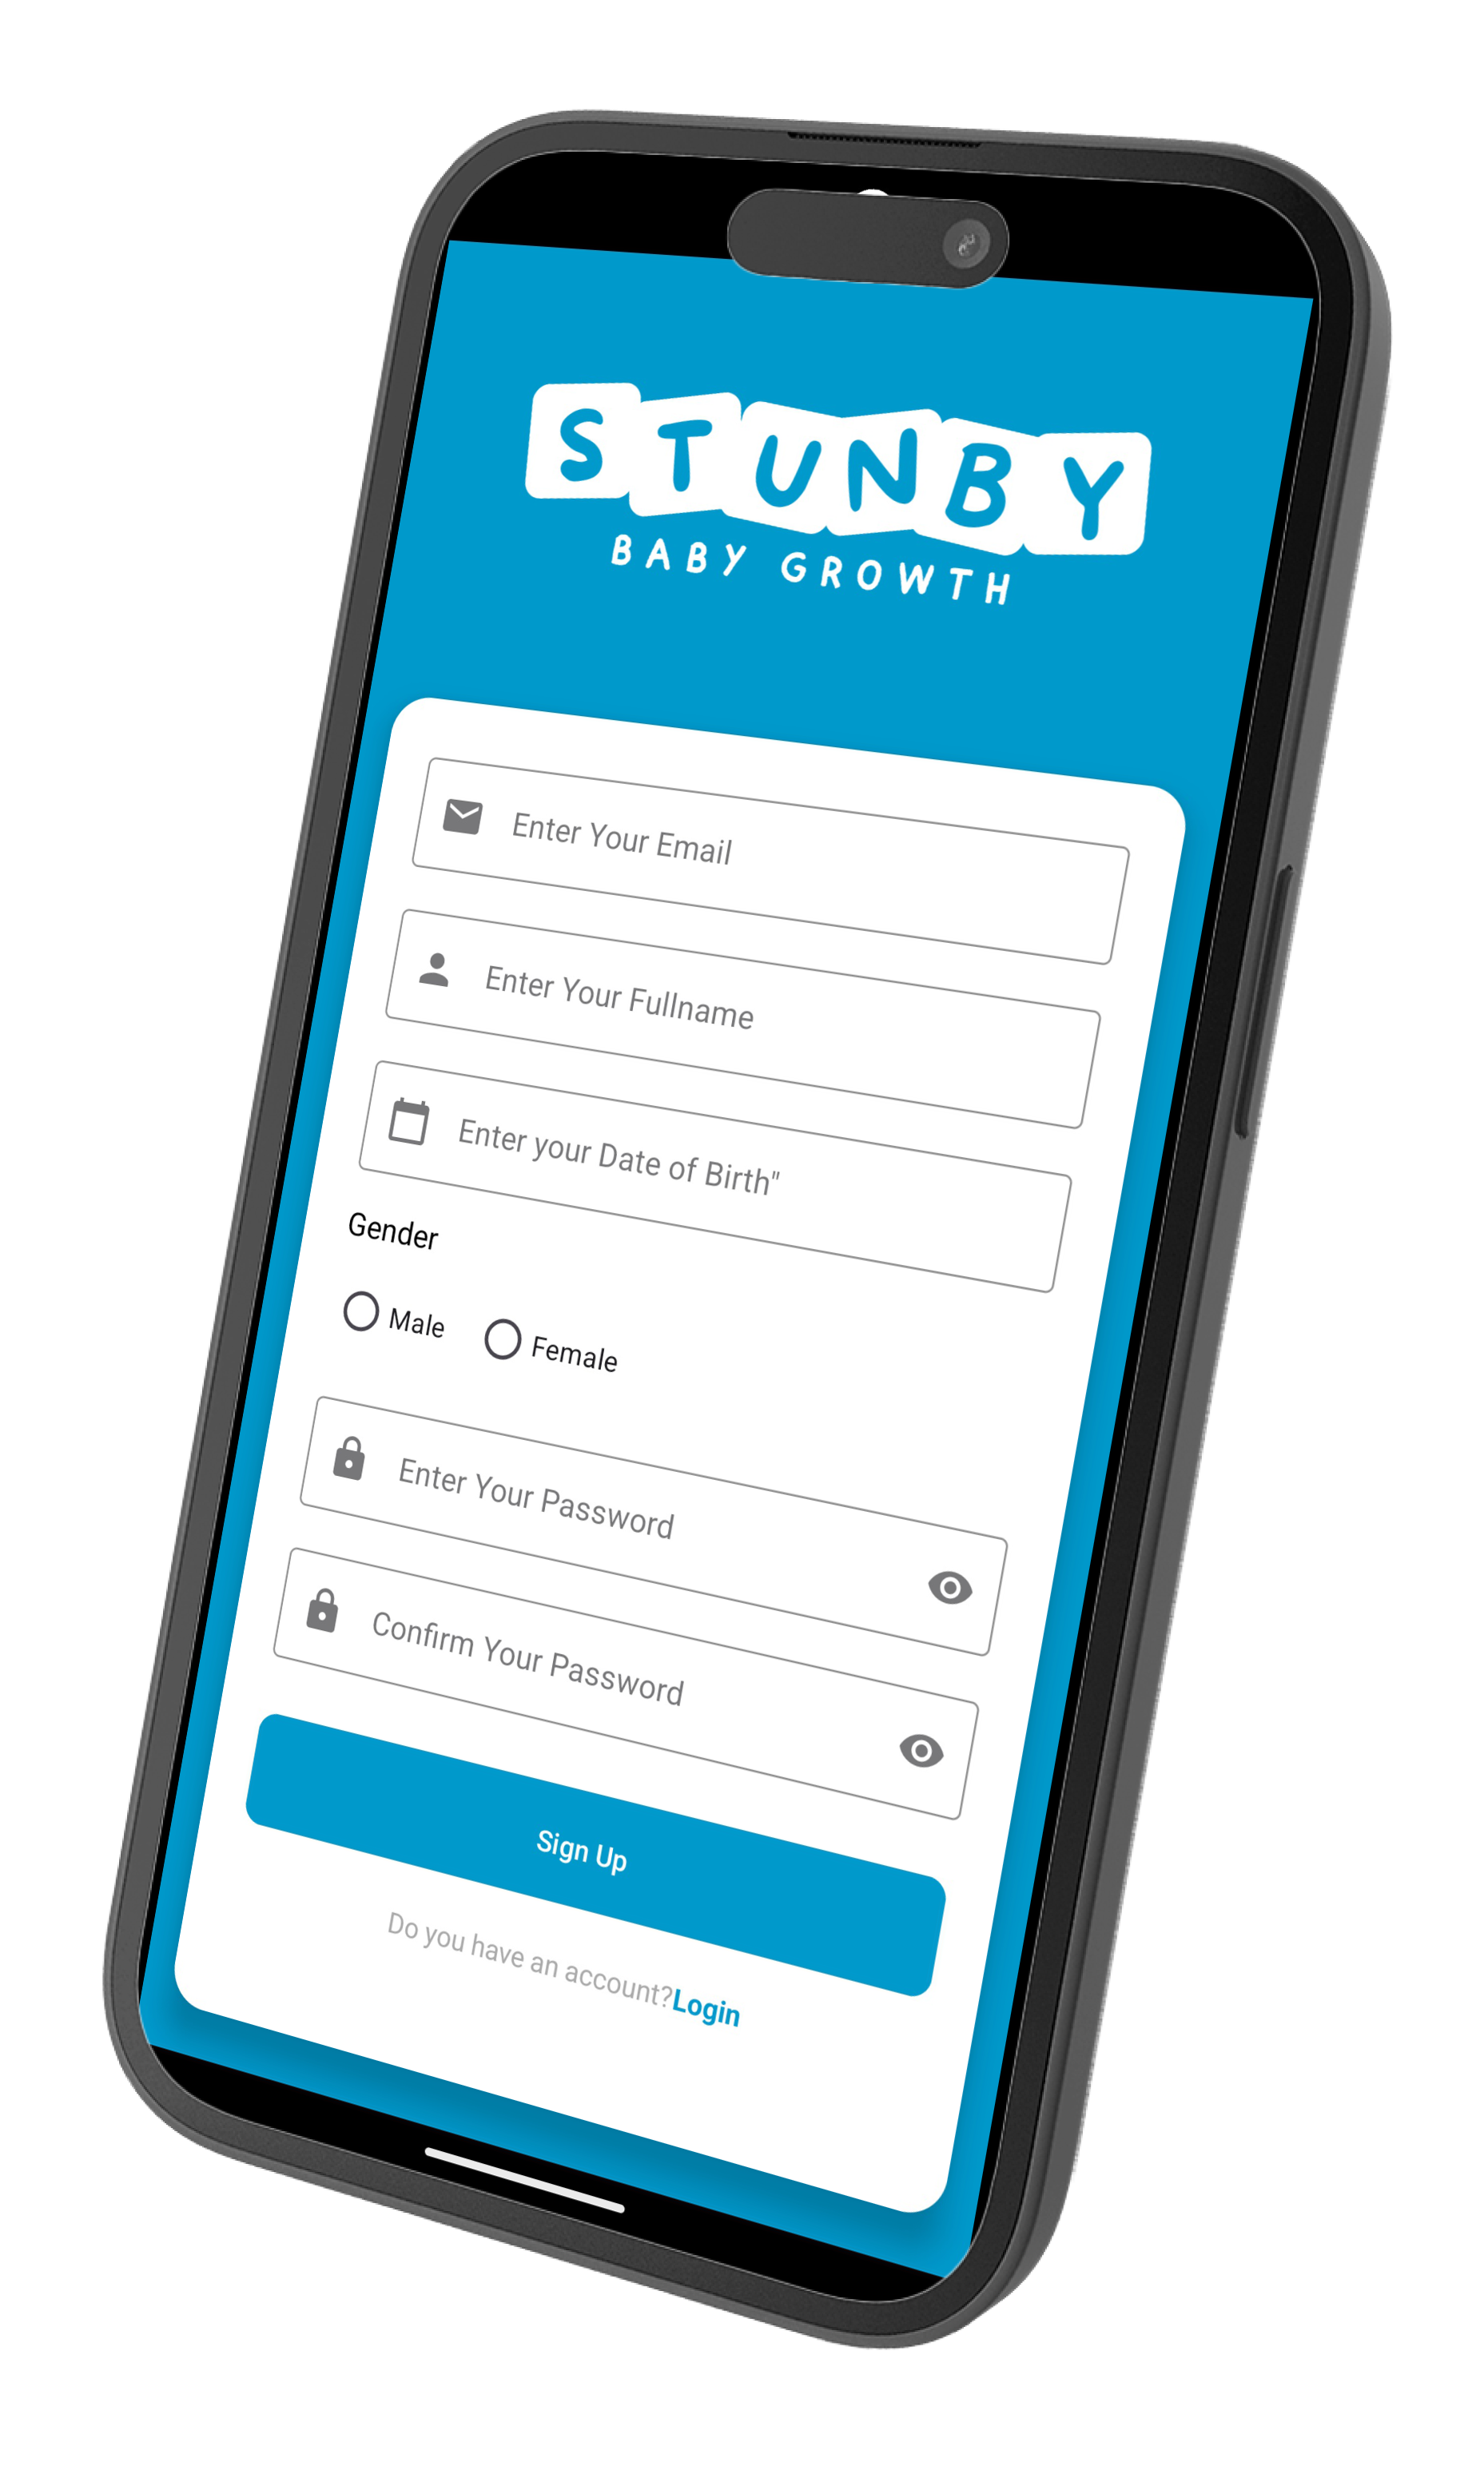 STUNBY
BABY GROWTH
Enter Your Email
Enter Your Fullname
Enter your Date of Birth"
Gender
Male Female
Enter Your Password
Confirm Your Password
Sign Up
Do you have an account?Login